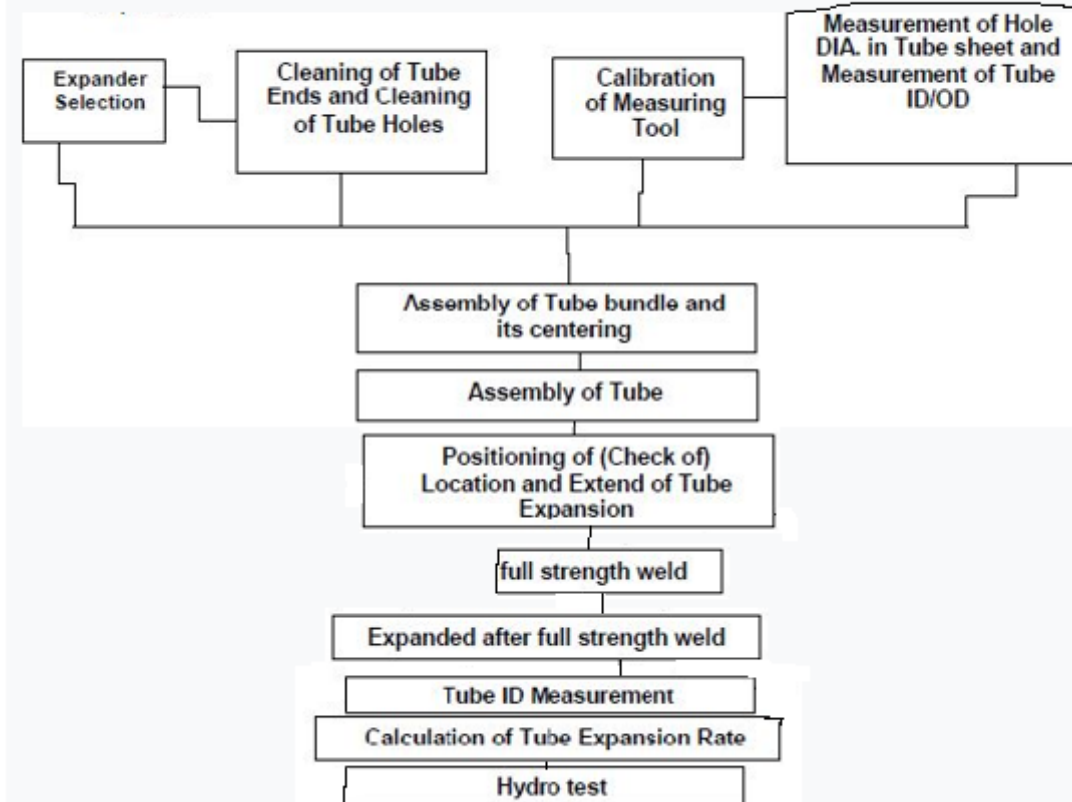 Expander
Selection
Cleaning of Tube
Ends and Cleaning
of Tube Holes
Calibration
of Measuring
Tool
Measurement of Hole
DIA. in Tube sheet and
Measurement of Tube
ID/OD
Assembly of Tube bundle and
its centering
Assembly of Tube
Positioning of (Check of)
Location and Extend of Tube
Expansion
full strength weld
Expanded after full strength weld
Tube ID Measurement
Calculation of Tube Expansion Rate
Hydro test